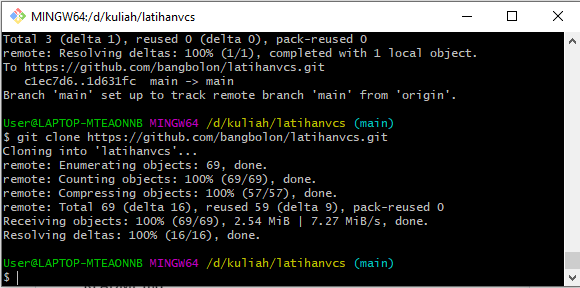 MINGW64:/d/kuliah/latihanvcs
Total 3 (delta 1), reused 0 (delta 0), pack-reused 0
remote: Resolving deltas: 100% (1/1), completed with 1 local object.
To https://github.com/bangbolon/latihanvcs.git
   c1ec7d6..1d631fc  main -> main
Branch 'main' set up to track remote branch 'main' from 'origin'.
User@LAPTOP-MTEAONNB MINGW64 /d/kuliah/latihanvcs (main)
$ git clone https://github.com/bangbolon/latihanvcs.git
Cloning into 'latihanvcs'...
remote: Enumerating objects: 69, done.
remote: Counting objects: 100% (69/69), done.
remote: Compressing objects: 100% (57/57), done.
remote: Total 69 (delta 16), reused 59 (delta 9), pack-reused 0
Receiving objects: 100% (69/69), 2.54 MiB | 7.27 MiB/s, done.
Resolving deltas: 100% (16/16), done.
User@LAPTOP-MTEAONNB MINGW64 /d/kuliah/latihanvcs (main)
$